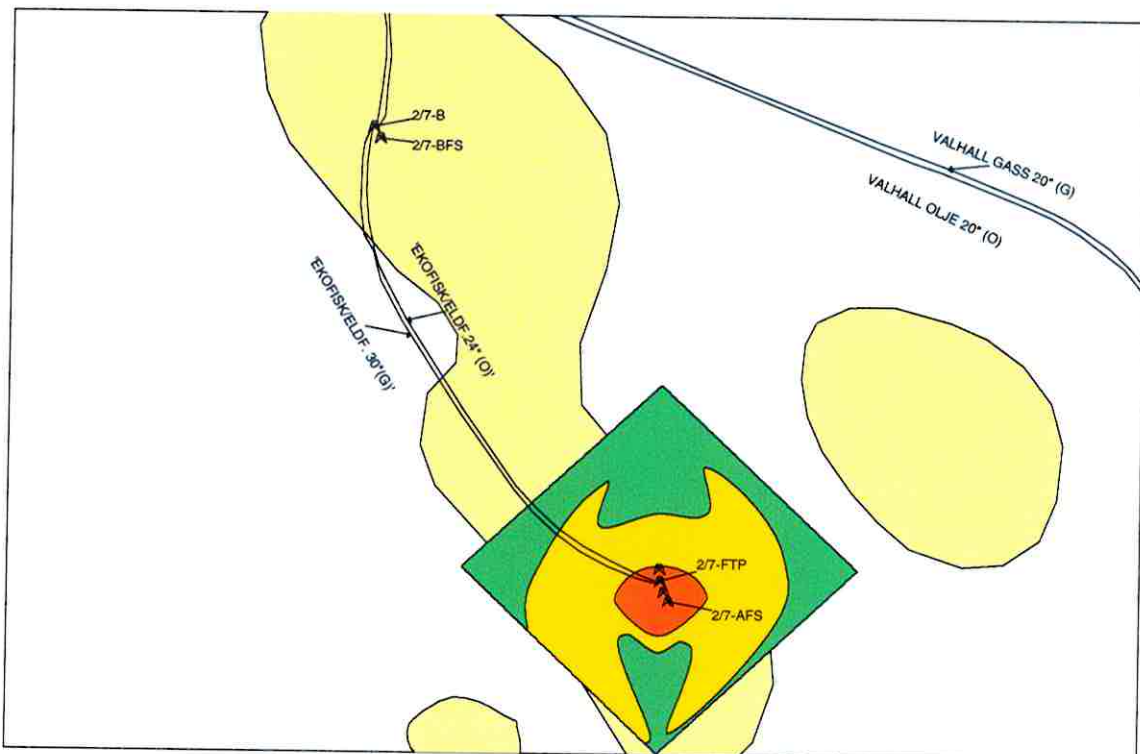 2/7-B
2/7-BFS
VALHALL GASS 20" (G)
VALHALL OLJE 20" (O)
'EKOFISK/ELDF.24" (O)'
'EKOFISK/ELDF. 30"(G)'
2/7-FTP
2/7-AFS